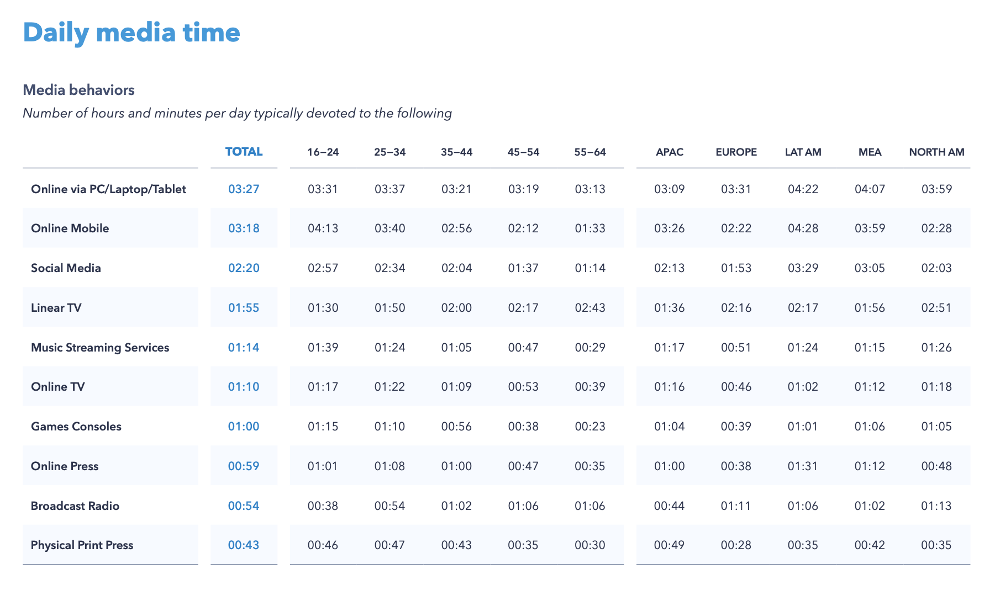 Daily media time
Media behaviors
Number of hours and minutes per day typically devoted to the following
TOTAL 16–24 25–34 35–44 45–54 55–64 APAC EUROPE LAT AM MEA NORTH AM
Online via PC/Laptop/Tablet 03:27 03:31 03:37 03:21 03:19 03:13 03:09 03:31 04:22 04:07 03:59
Online Mobile 03:18 04:13 03:40 02:56 02:12 01:33 03:26 02:22 04:28 03:59 02:28
Social Media 02:20 02:57 02:34 02:04 01:37 01:14 02:13 01:53 03:29 03:05 02:03
Linear TV 01:55 01:30 01:50 02:00 02:17 02:43 01:36 02:16 02:17 01:56 02:51
Music Streaming Services 01:14 01:39 01:24 01:05 00:47 00:29 01:17 00:51 01:24 01:15 01:26
Online TV 01:10 01:17 01:22 01:09 00:53 00:39 01:16 00:46 01:02 01:12 01:18
Games Consoles 01:00 01:15 01:10 00:56 00:38 00:23 01:04 00:39 01:01 01:06 01:05
Online Press 00:59 01:01 01:08 01:00 00:47 00:35 01:00 00:38 01:31 01:12 00:48
Broadcast Radio 00:54 00:38 00:54 01:02 01:06 01:06 00:44 01:11 01:06 01:02 01:13
Physical Print Press 00:43 00:46 00:47 00:43 00:35 00:30 00:49 00:28 00:35 00:42 00:35